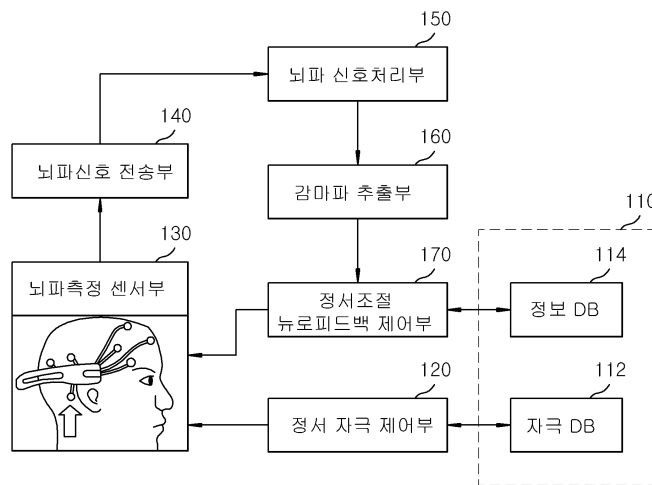 150
뇌파 신호처리부
140
뇌파신호 전송부
160
감마파 추출부
110
130
뇌파측정 센서부
170
정서조절
뉴로피드백 제어부
114
정보 DB
120
정서 자극 제어부
112
자극 DB